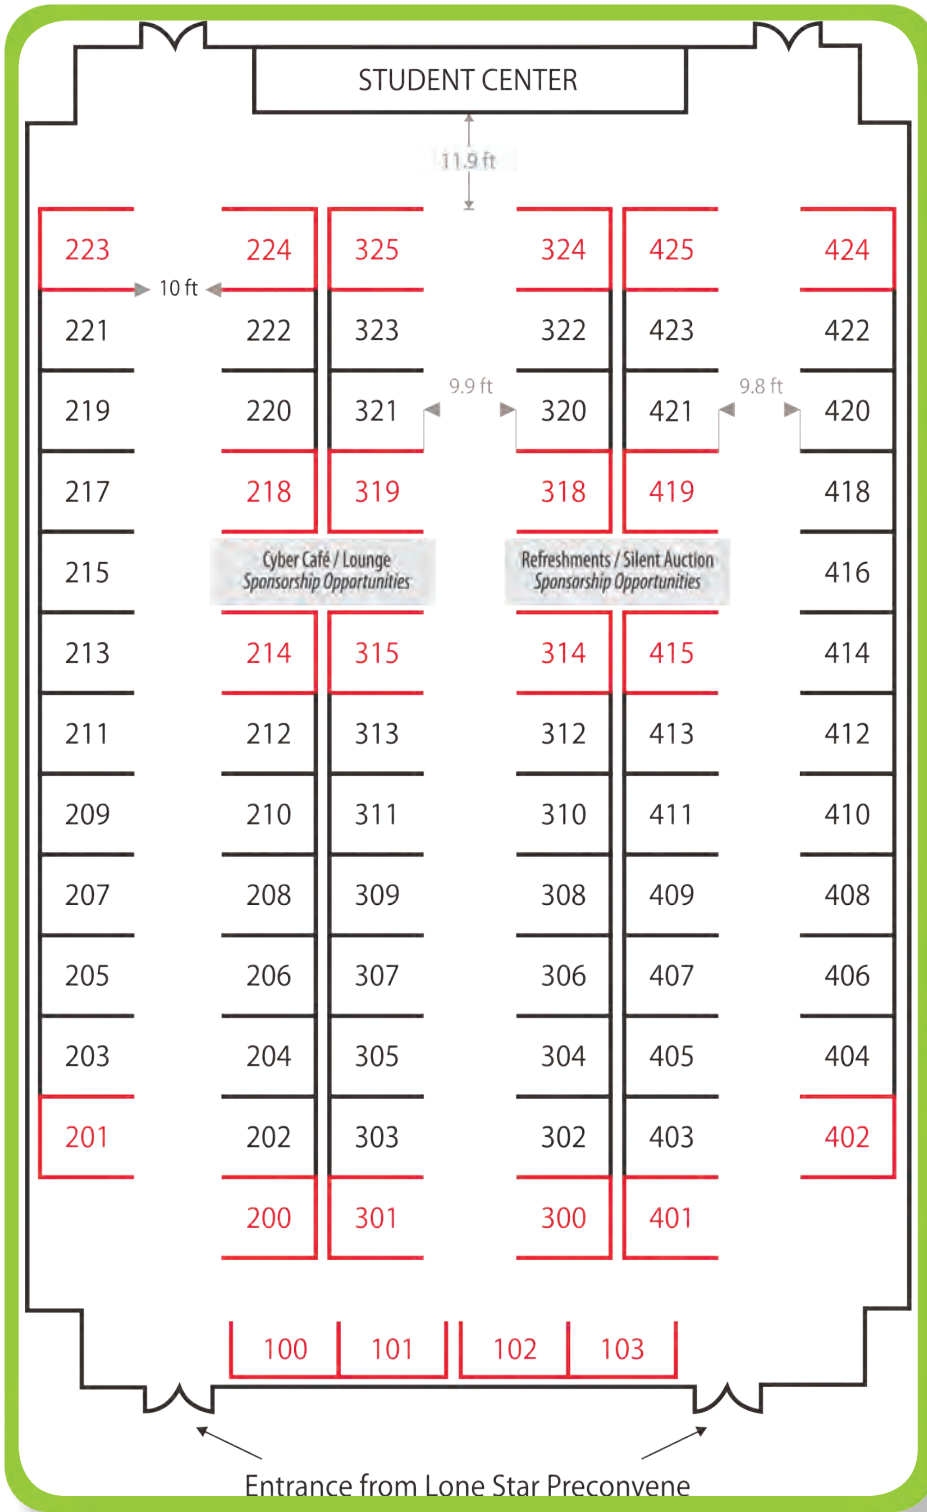 STUDENT CENTER
11.9 ft
223 224 325 324 425 424
10 ft
221 222 323 322 423 422
9.9 ft 9.8 ft
219 220 321 320 421 420
217 218 319 318 419 418
Cyber Café / Lounge
Sponsorship Opportunities
Refreshments / Silent Auction
Sponsorship Opportunities
215 416
213 214 315 314 415 414
211 212 313 312 413 412
209 210 311 310 411 410
207 208 309 308 409 408
205 206 307 306 407 406
203 204 305 304 405 404
201 202 303 302 403 402
200 301 300 401
100 101 102 103
Entrance from Lone Star Preconvene